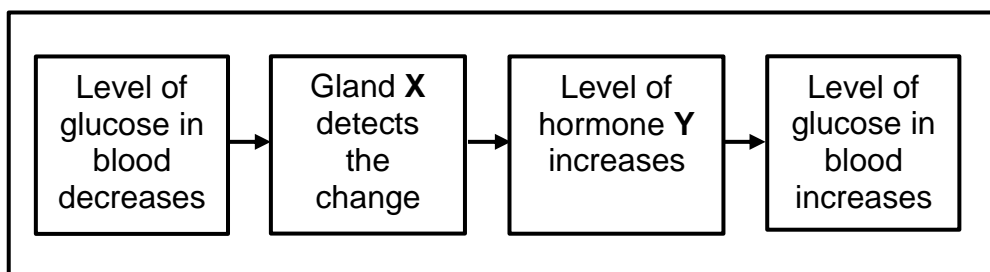 Level of
glucose in
blood
decreases
Gland X
detects
the
change
Level of
hormone Y
increases
Level of
glucose in
blood
increases